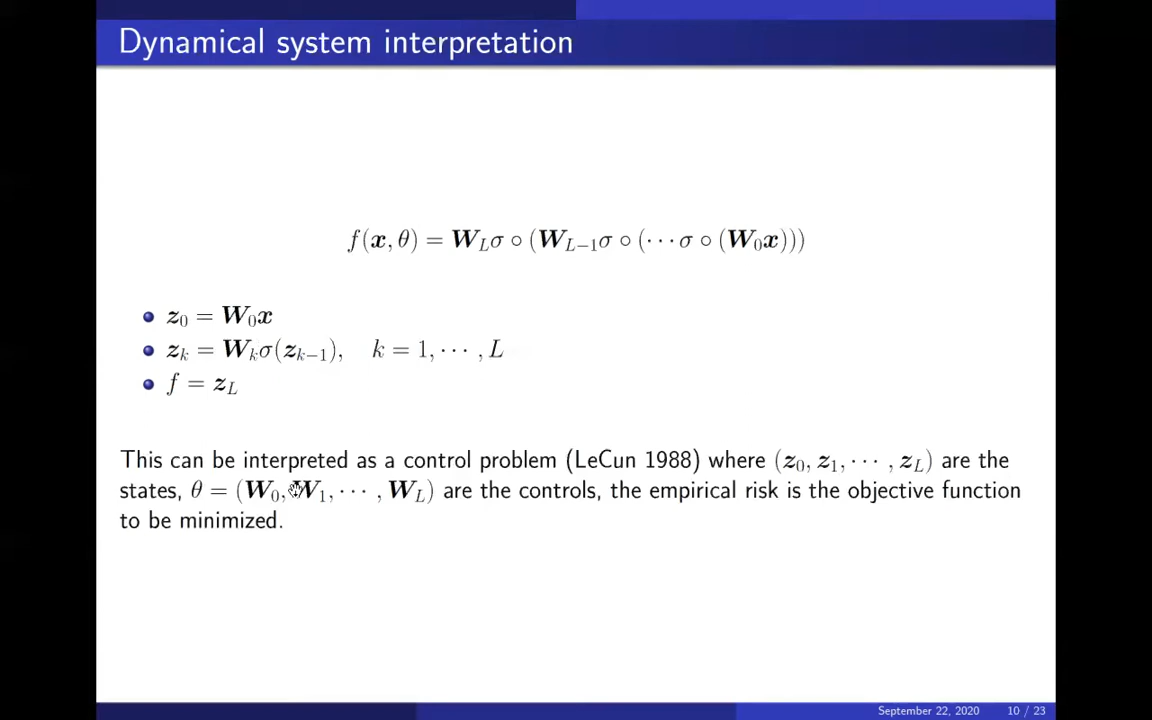 Dynamical system interpretation
f(x, θ) = W_Lσ ∘ (W_{L−1}σ ∘ (⋯σ ∘ (W_0x)))
z_0 = W_0x
z_k = W_kσ(z_{k−1}), k = 1, ⋯ , L
f = z_L
This can be interpreted as a control problem (LeCun 1988) where (z_0, z_1, ⋯ , z_L) are the
states, θ = (W_0, W_1, ⋯ , W_L) are the controls, the empirical risk is the objective function
to be minimized.
September 22, 2020 10 / 23